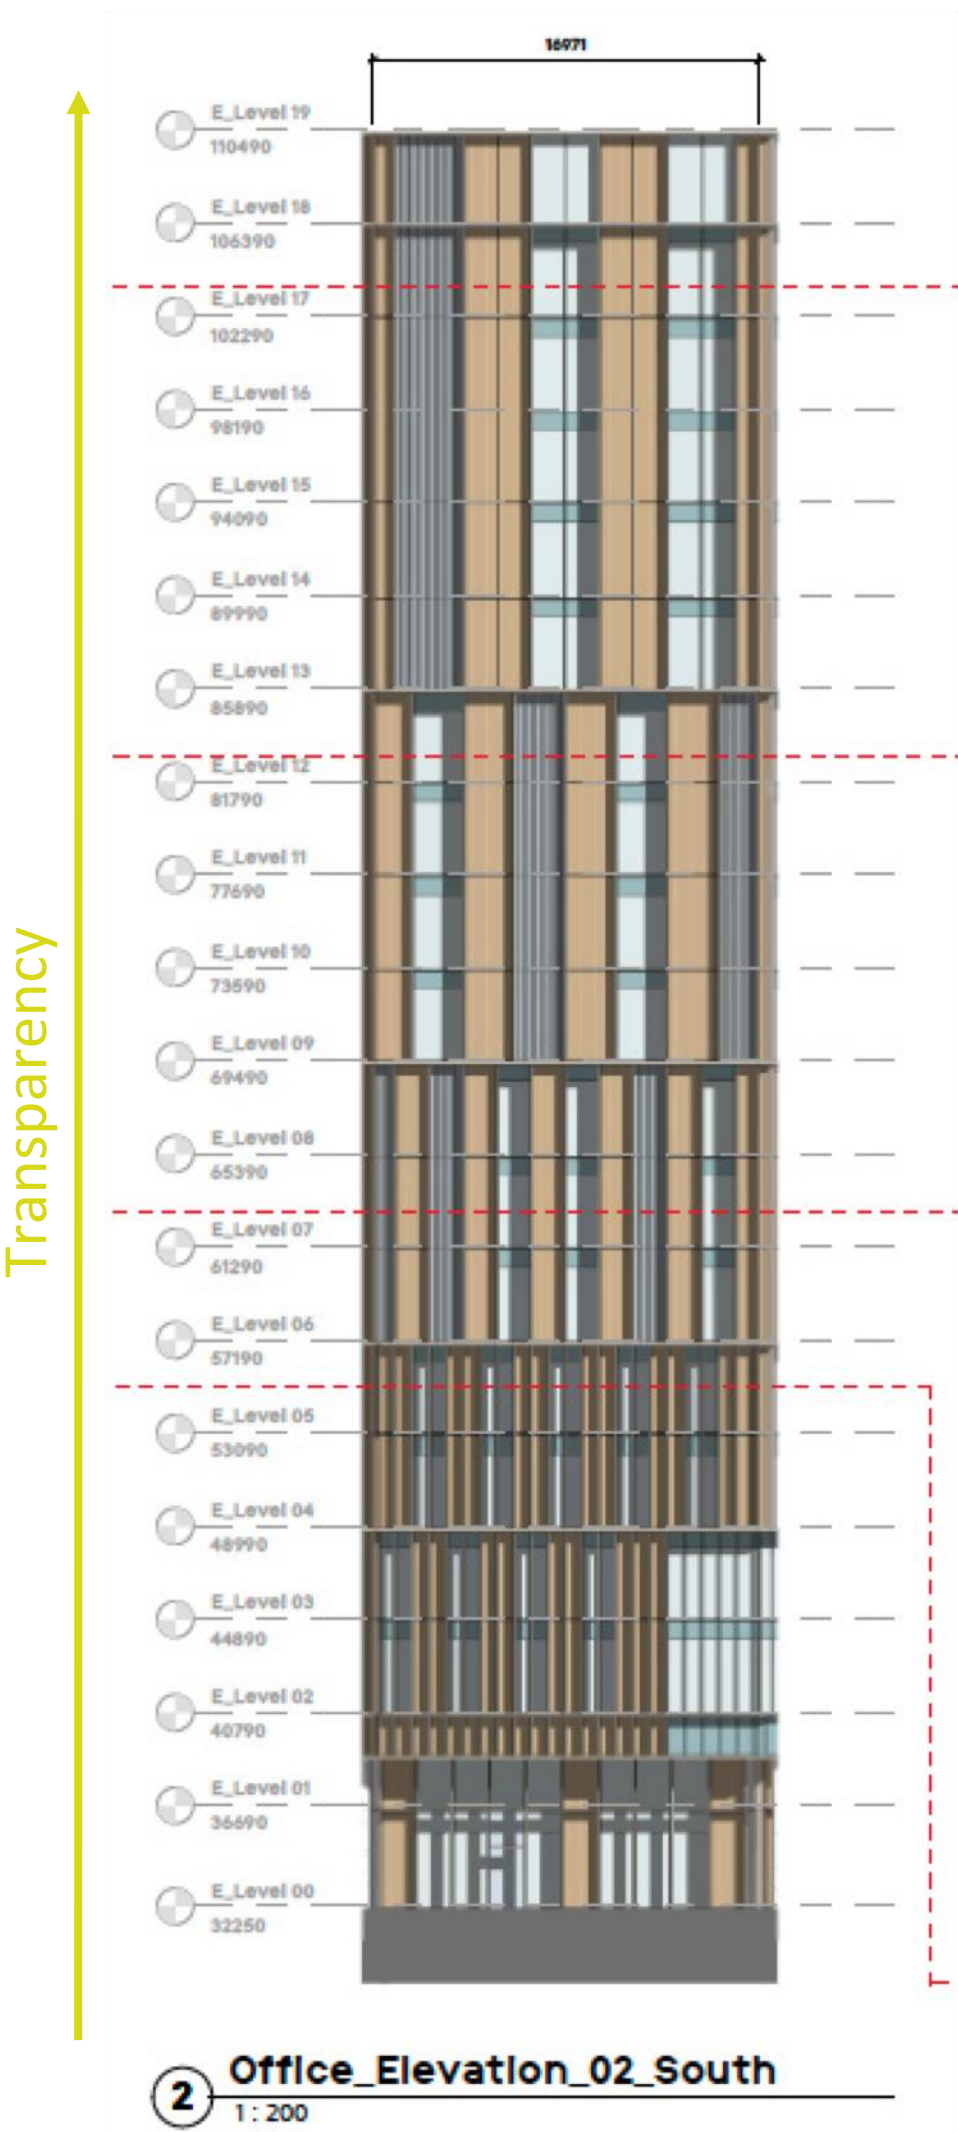 16971
E_Level 19
110490
E_Level 18
106390
E_Level 17
102290
E_Level 16
98190
E_Level 15
94090
E_Level 14
89990
E_Level 13
85890
E_Level 12
81790
E_Level 11
77690
E_Level 10
73590
E_Level 09
69490
E_Level 08
65390
E_Level 07
61290
E_Level 06
57190
E_Level 05
53090
E_Level 04
48990
E_Level 03
44890
E_Level 02
40790
E_Level 01
36690
E_Level 00
32250
Transparency
2
Office_Elevation_02_South
1 : 200